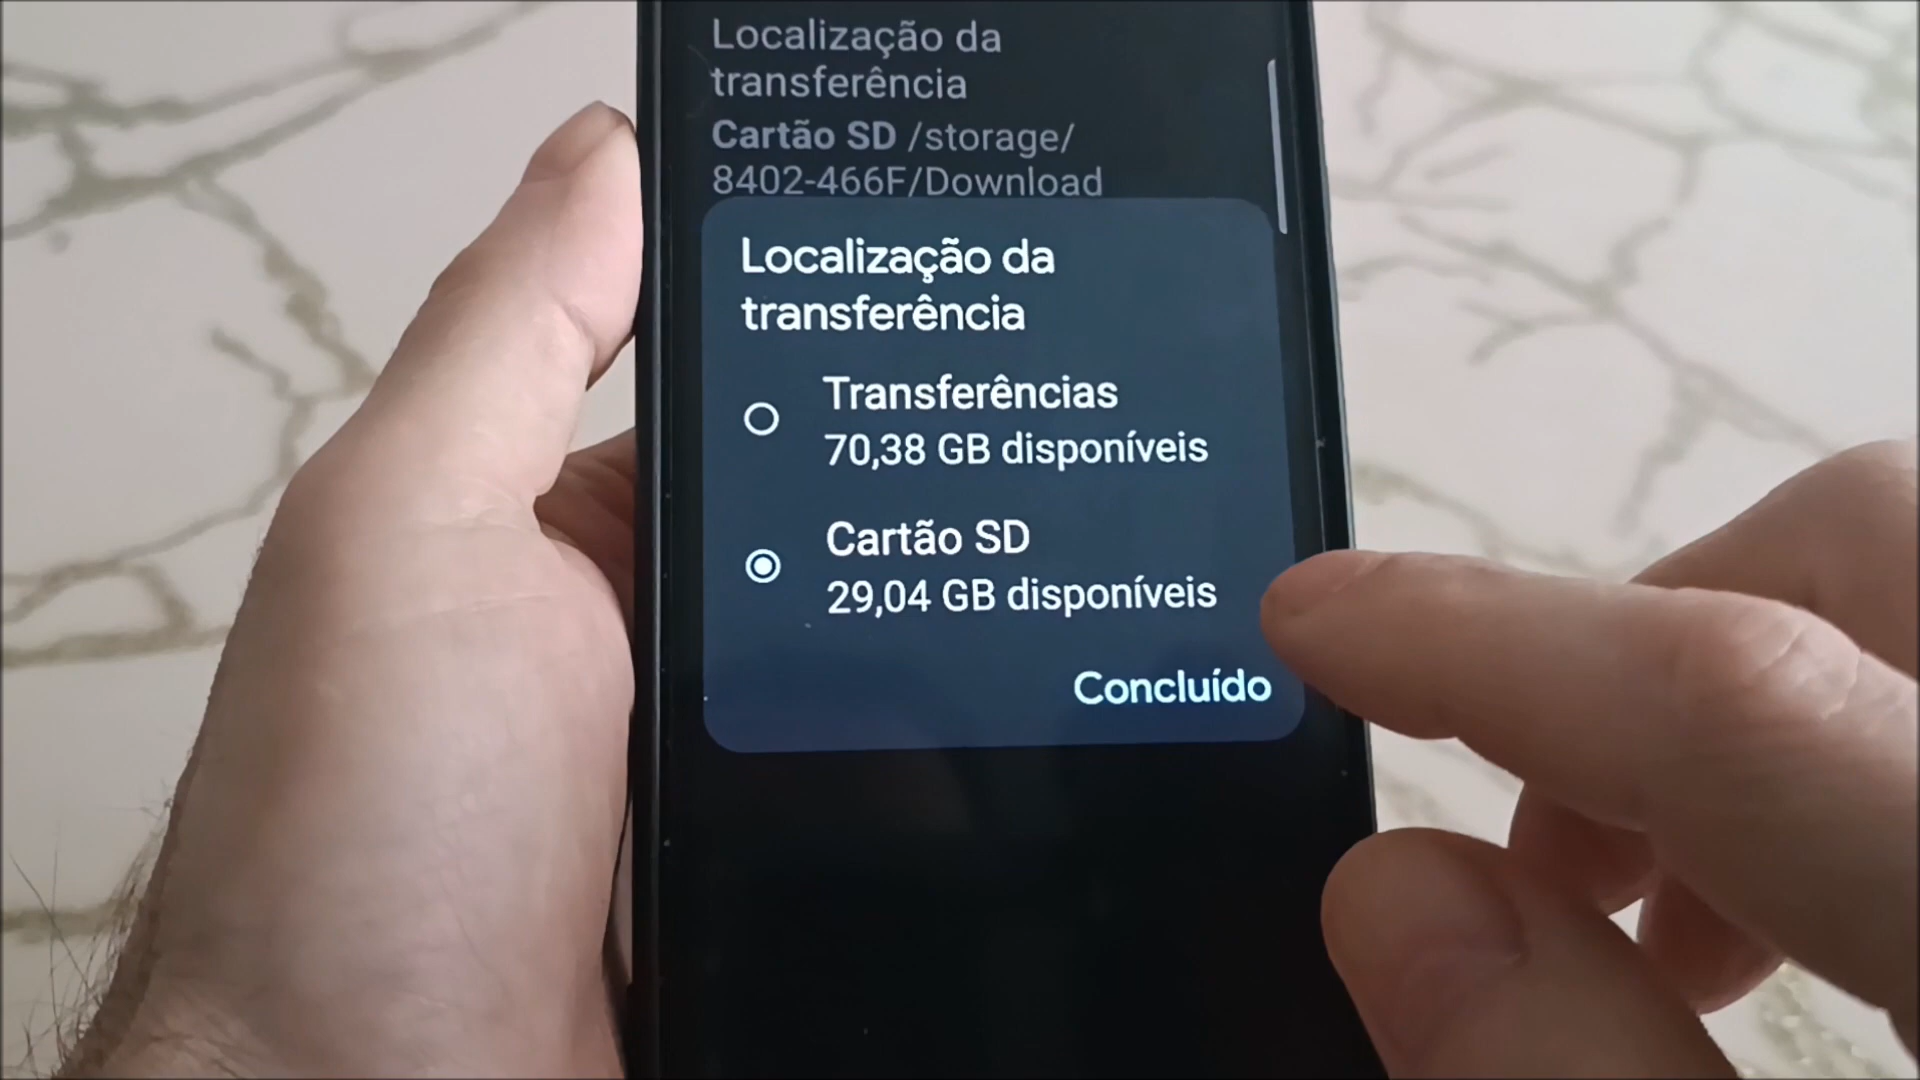 Localização da
transferência
Cartão SD /storage/
8402-466F/Download
Localização da
transferência
Transferências
70,38 GB disponíveis
Cartão SD
29,04 GB disponíveis
Concluído